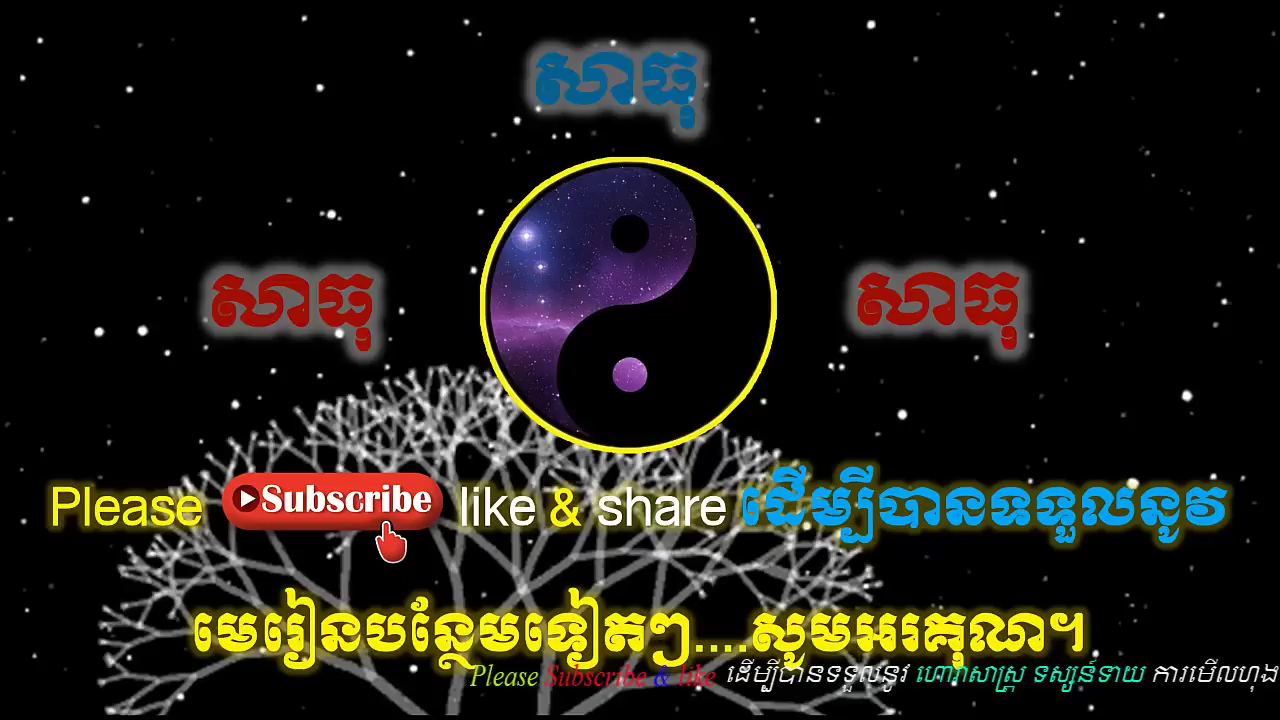 សាធុ
សាធុ
សាធុ
Please Subscribe like & share ដើម្បីបានទទួលនូវ
មេរៀនបន្ថែមទៀតៗ....សូមអរគុណ។
Please Subscribe & like ដើម្បីបានទទួលនូវ ហោរាសាស្ត្រ ទស្សន៍ទាយ ការមើលហុង